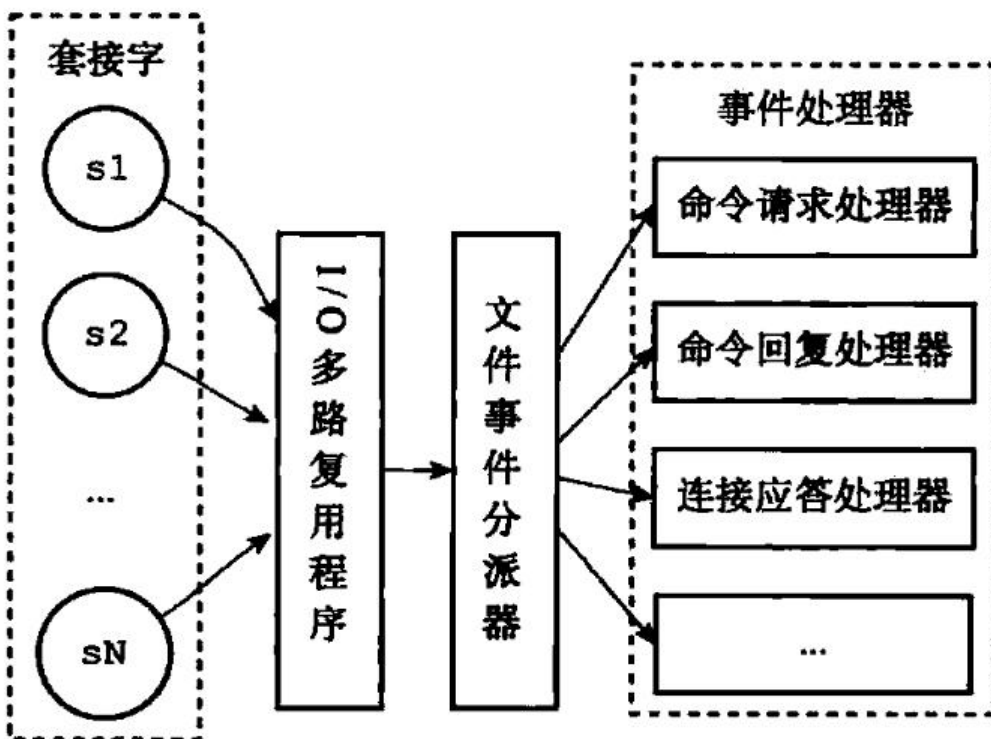 套接字
s1
s2
...
sN
I/O多路复用程序
文件事件分派器
事件处理器
命令请求处理器
命令回复处理器
连接应答处理器
...